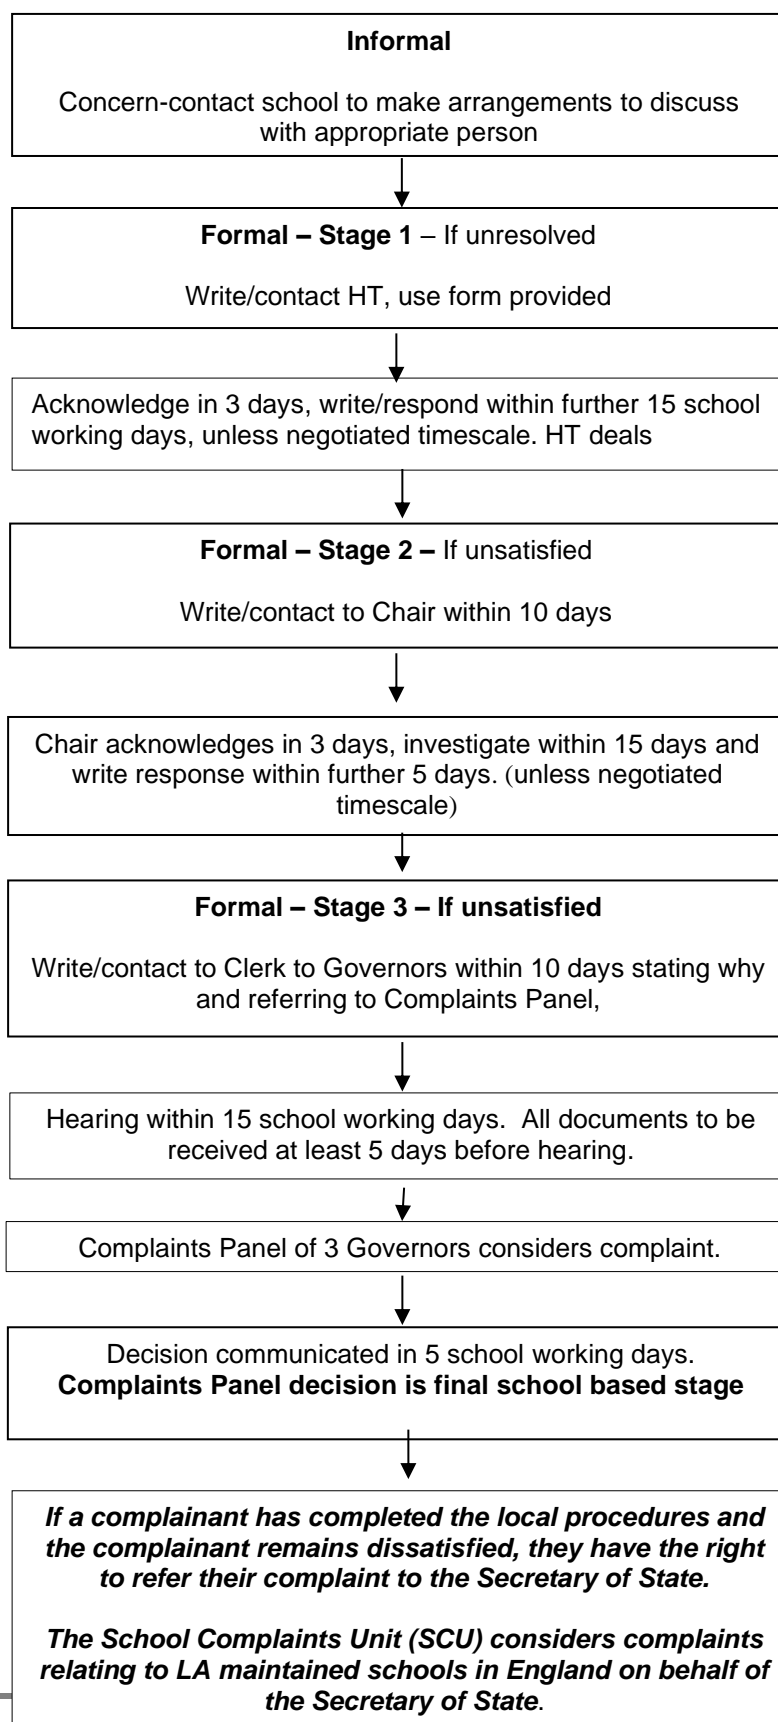 Informal
Concern-contact school to make arrangements to discuss
with appropriate person
Formal – Stage 1 – If unresolved
Write/contact HT, use form provided
Acknowledge in 3 days, write/respond within further 15 school
working days, unless negotiated timescale. HT deals
Formal – Stage 2 – If unsatisfied
Write/contact to Chair within 10 days
Chair acknowledges in 3 days, investigate within 15 days and
write response within further 5 days. (unless negotiated
timescale)
Formal – Stage 3 – If unsatisfied
Write/contact to Clerk to Governors within 10 days stating why
and referring to Complaints Panel,
Hearing within 15 school working days.  All documents to be
received at least 5 days before hearing.
Complaints Panel of 3 Governors considers complaint.
Decision communicated in 5 school working days.
Complaints Panel decision is final school based stage
If a complainant has completed the local procedures and
the complainant remains dissatisfied, they have the right
to refer their complaint to the Secretary of State.
The School Complaints Unit (SCU) considers complaints
relating to LA maintained schools in England on behalf of
the Secretary of State.